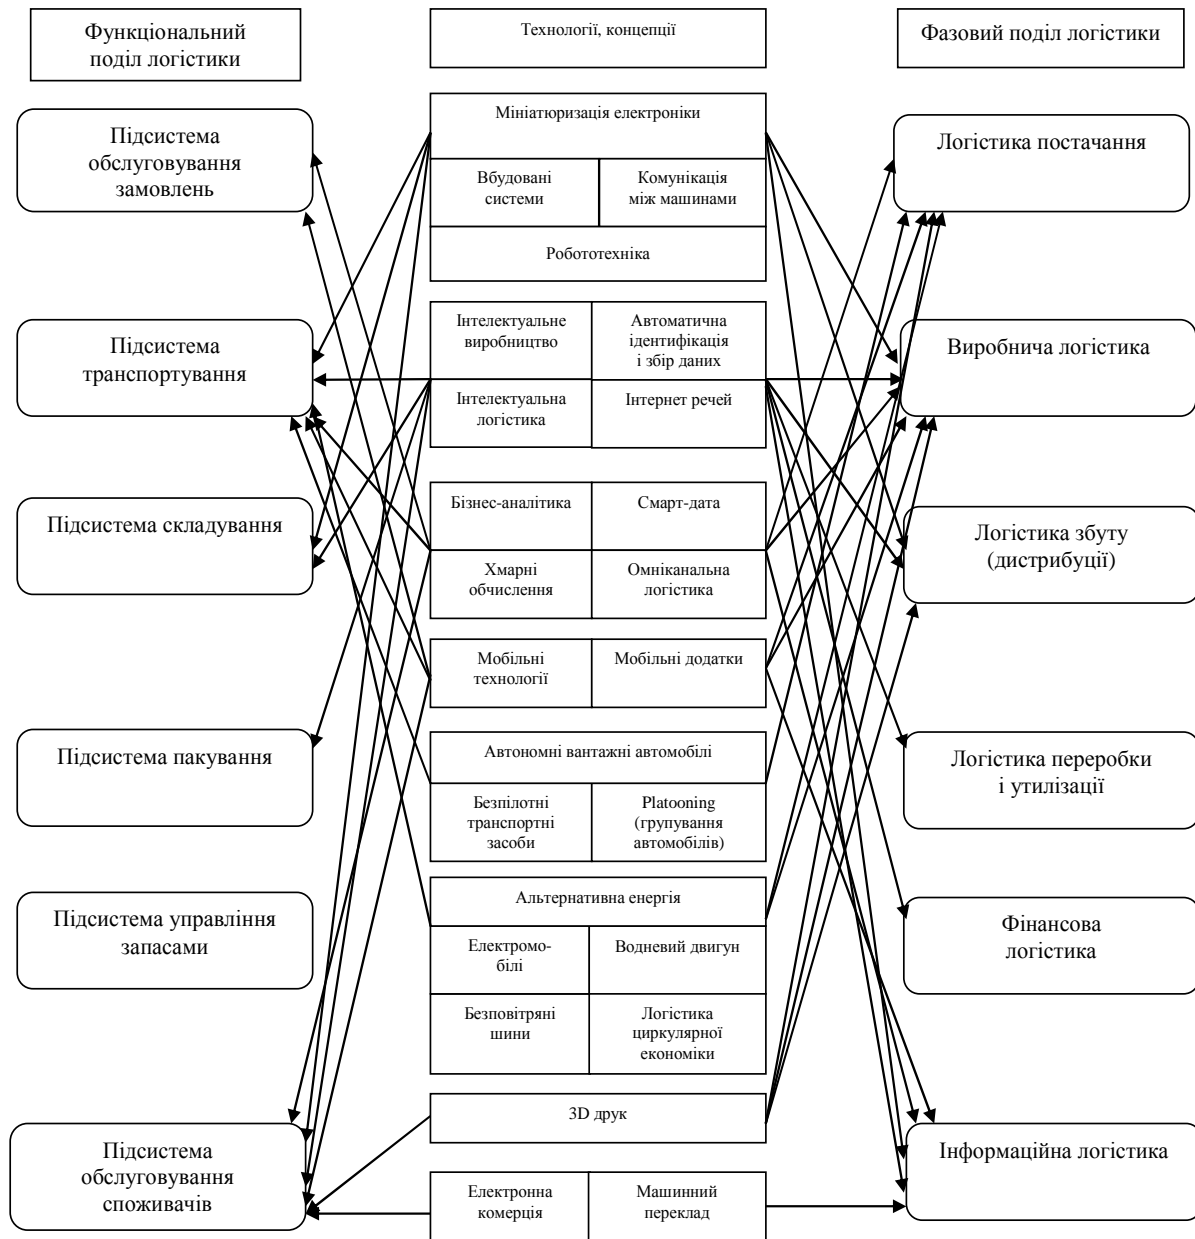 Функціональний
поділ логістики
Технології, концепції
Фазовий поділ логістики
Підсистема
обслуговування
замовлень
Підсистема
транспортування
Підсистема складування
Підсистема пакування
Підсистема управління
запасами
Підсистема
обслуговування
споживачів
Мініатюризація електроніки
Вбудовані
системи
Комунікація
між машинами
Робототехніка
Інтелектуальне
виробництво
Автоматична
ідентифікація
і збір даних
Інтелектуальна
логістика
Інтернет речей
Бізнес-аналітика
Смарт-дата
Хмарні
обчислення
Омніканальна
логістика
Мобільні
технології
Мобільні додатки
Автономні вантажні автомобілі
Безпілотні
транспортні
засоби
Platooning
(групування
автомобілів)
Альтернативна енергія
Електромо-
білі
Водневий двигун
Безповітряні
шини
Логістика
циркулярної
економіки
3D друк
Електронна
комерція
Машинний
переклад
Логістика постачання
Виробнича логістика
Логістика збуту
(дистрибуції)
Логістика переробки
і утилізації
Фінансова
логістика
Інформаційна логістика